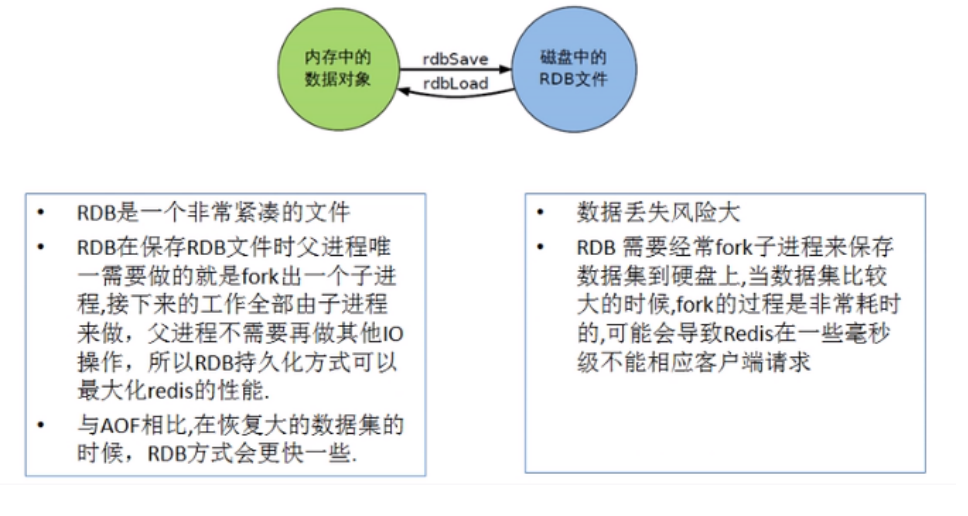 内存中的
数据对象
rdbSave
rdbLoad
磁盘中的
RDB文件
• RDB是一个非常紧凑的文件
• RDB在保存RDB文件时父进程唯
一需要做的就是fork出一个子进
程,接下来的工作全部由子进程
来做，父进程不需要再做其他IO
操作，所以RDB持久化方式可以
最大化redis的性能.
• 与AOF相比,在恢复大的数据集的
时候，RDB方式会更快一些.
• 数据丢失风险大
• RDB 需要经常fork子进程来保存
数据集到硬盘上,当数据集比较
大的时候,fork的过程是非常耗时
的,可能会导致Redis在一些毫秒
级不能相应客户端请求